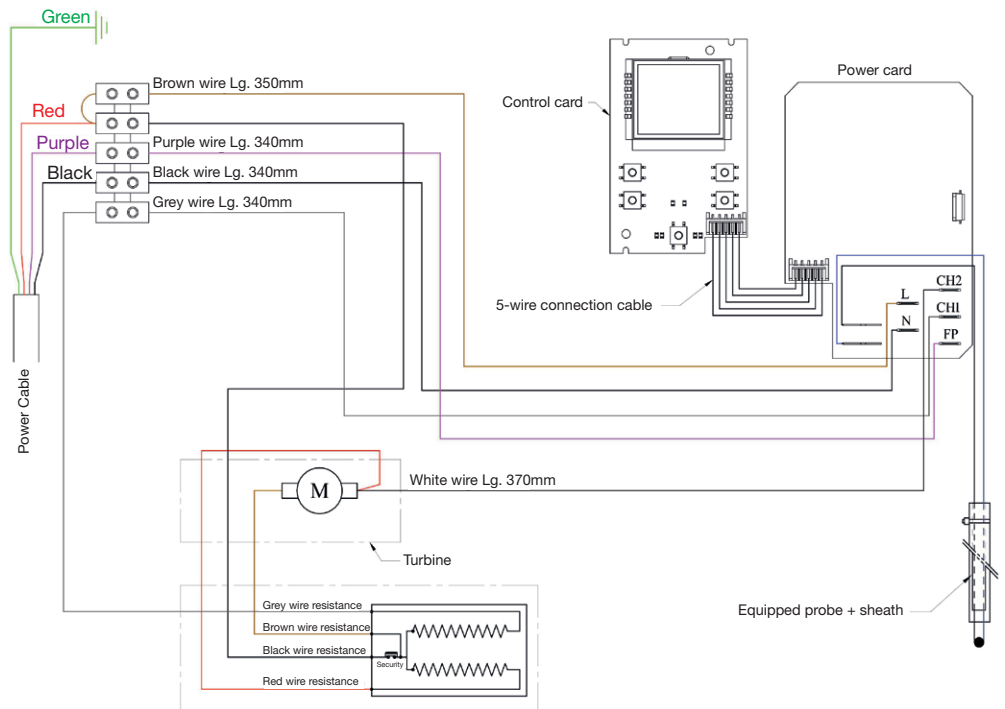 Green
Brown wire Lg. 350mm
Red
Purple
Purple wire Lg. 340mm
Black
Black wire Lg. 340mm
Grey wire Lg. 340mm
Control card
Power card
5-wire connection cable
L
N
CH2
CH1
FP
Power Cable
M
White wire Lg. 370mm
Turbine
Grey wire resistance
Brown wire resistance
Black wire resistance
Security
Red wire resistance
Equipped probe + sheath